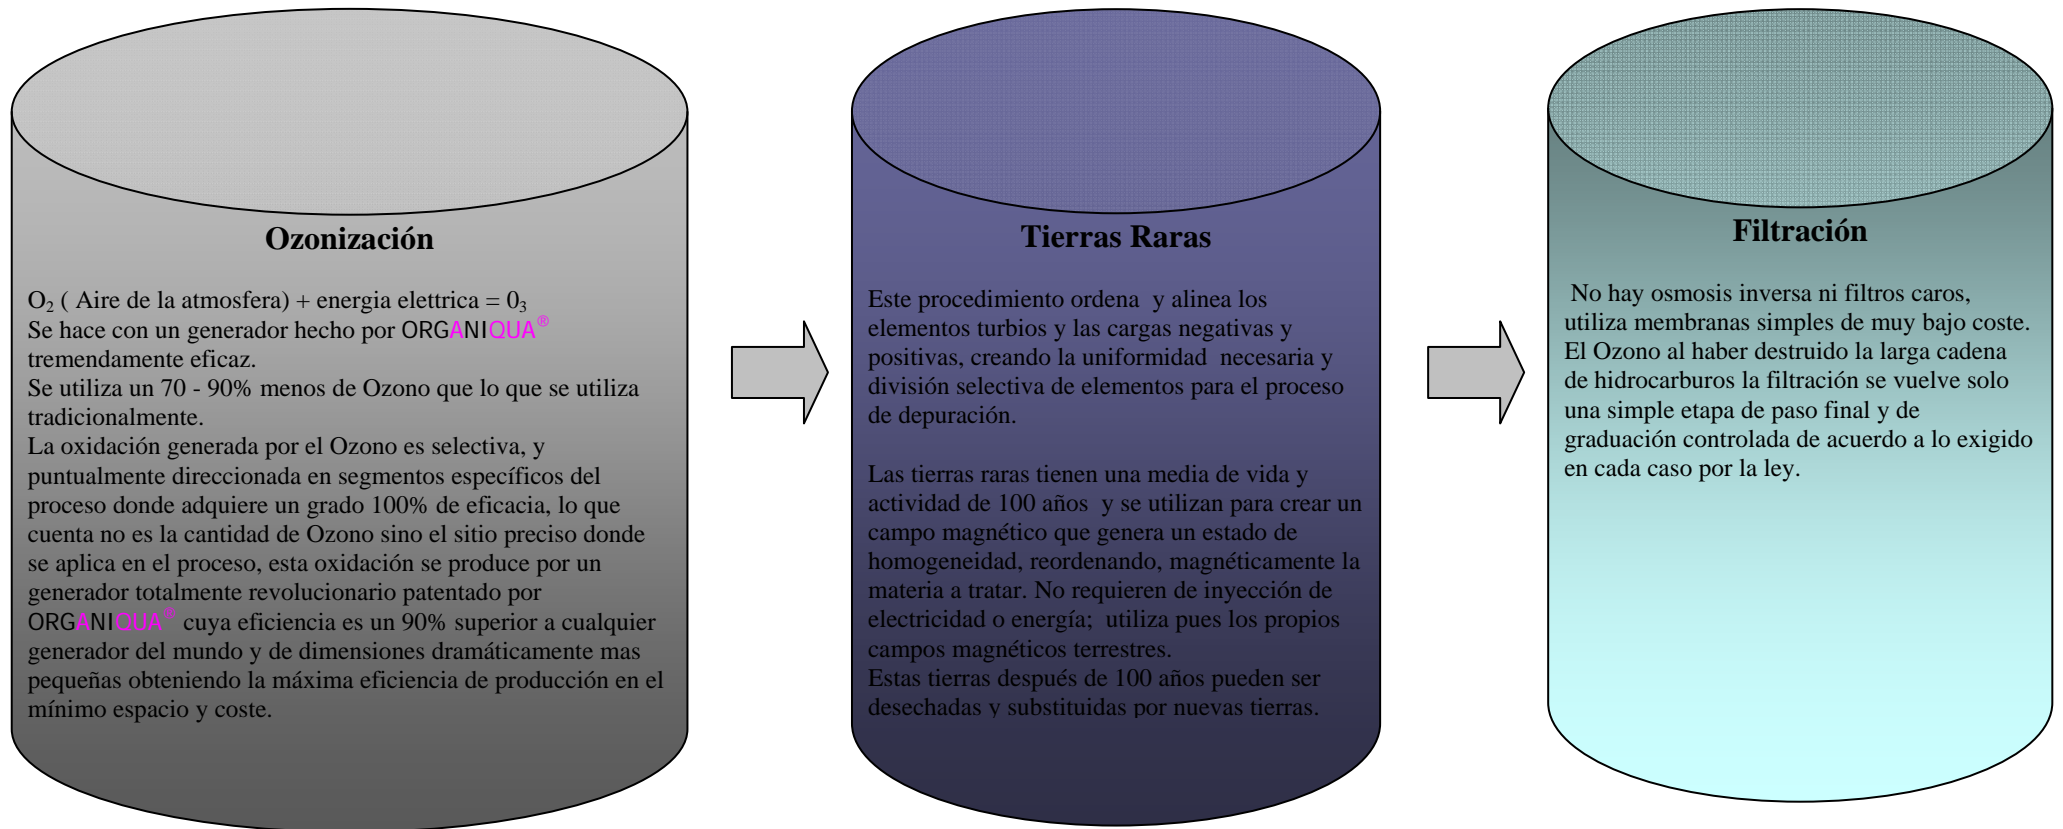 Ozonización
O₂ ( Aire de la atmosfera) + energia elettrica = 0₃
Se hace con un generador hecho por ORGANIQUA®
tremendamente eficaz.
Se utiliza un 70 - 90% menos de Ozono que lo que se utiliza
tradicionalmente.
La oxidación generada por el Ozono es selectiva, y
puntualmente direccionada en segmentos específicos del
proceso donde adquiere un grado 100% de eficacia, lo que
cuenta no es la cantidad de Ozono sino el sitio preciso donde
se aplica en el proceso, esta oxidación se produce por un
generador totalmente revolucionario patentado por
ORGANIQUA® cuya eficiencia es un 90% superior a cualquier
generador del mundo y de dimensiones dramáticamente mas
pequeñas obteniendo la máxima eficiencia de producción en el
mínimo espacio y coste.
Tierras Raras
Este procedimiento ordena y alinea los
elementos turbios y las cargas negativas y
positivas, creando la uniformidad necesaria y
división selectiva de elementos para el proceso
de depuración.
Las tierras raras tienen una media de vida y
actividad de 100 años y se utilizan para crear un
campo magnético que genera un estado de
homogeneidad, reordenando, magnéticamente la
materia a tratar. No requieren de inyección de
electricidad o energía; utiliza pues los propios
campos magnéticos terrestres.
Estas tierras después de 100 años pueden ser
desechadas y substituidas por nuevas tierras.
Filtración
No hay osmosis inversa ni filtros caros,
utiliza membranas simples de muy bajo coste.
El Ozono al haber destruido la larga cadena
de hidrocarburos la filtración se vuelve solo
una simple etapa de paso final y de
graduación controlada de acuerdo a lo exigido
en cada caso por la ley.